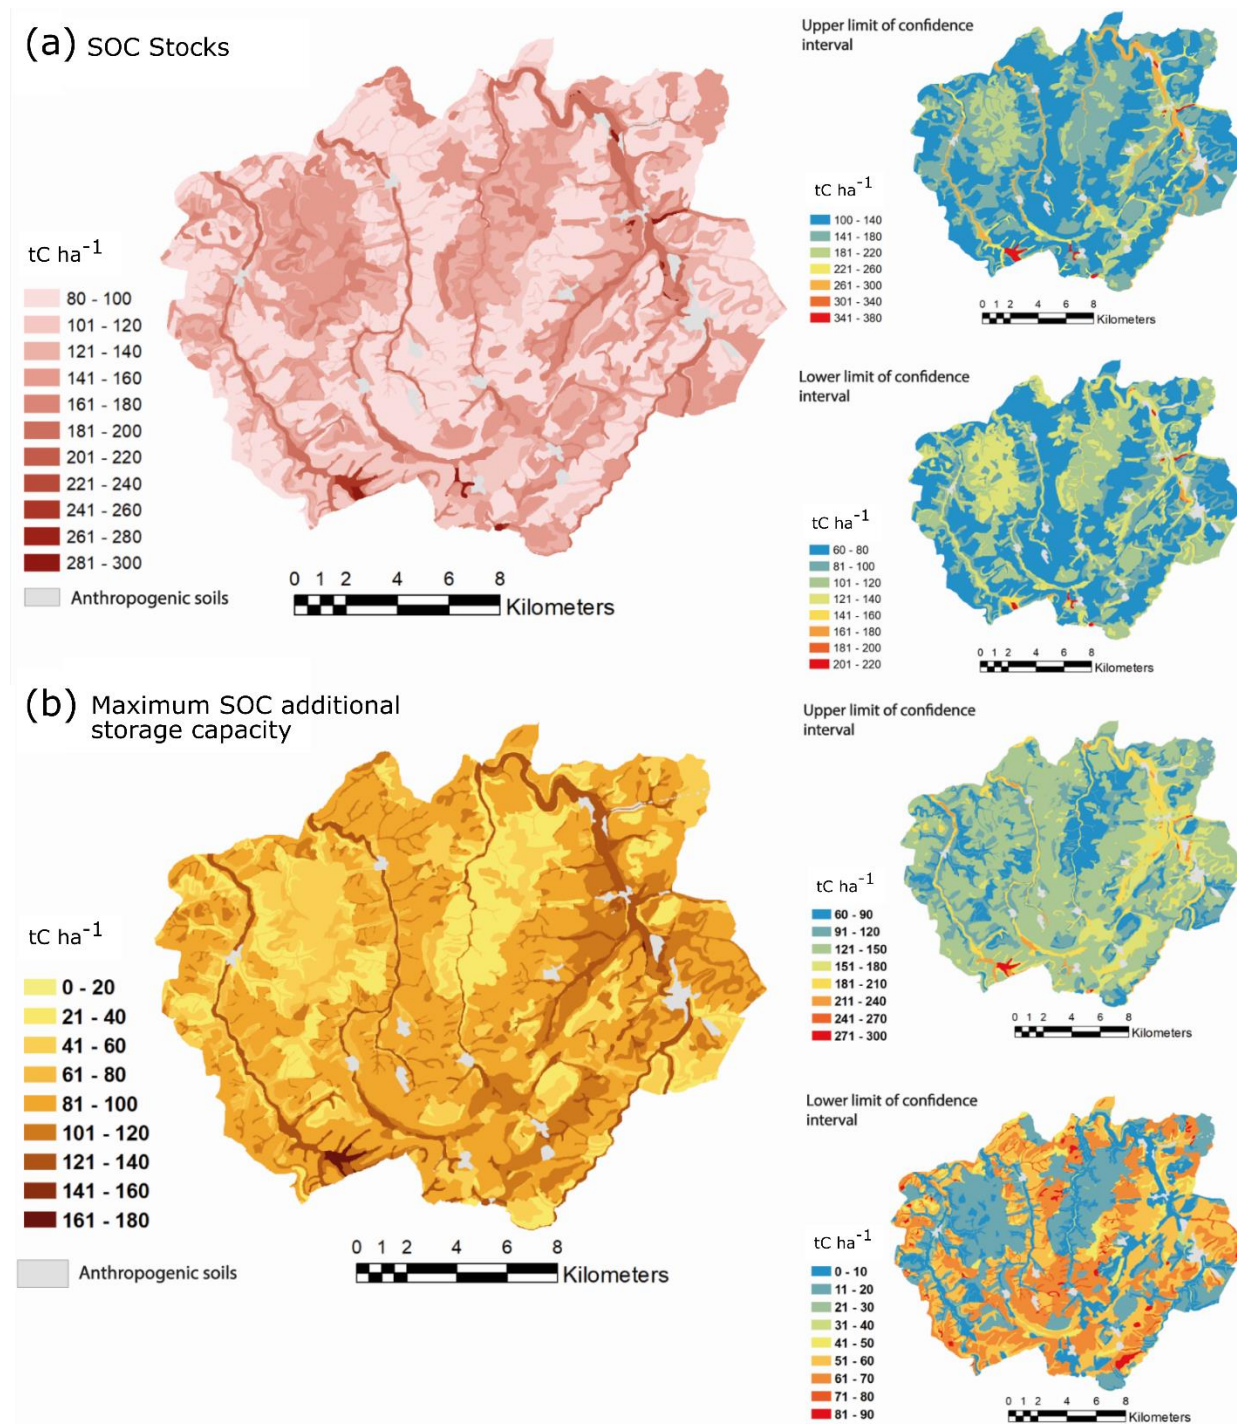 (a) SOC Stocks
tC ha-1
80 - 100
101 - 120
121 - 140
141 - 160
161 - 180
181 - 200
201 - 220
221 - 240
241 - 260
261 - 280
281 - 300
Anthropogenic soils
0 1 2 4 6 8
Kilometers
Upper limit of confidence
interval
tC ha-1
100 - 140
141 - 180
181 - 220
221 - 260
261 - 300
301 - 340
341 - 380
0 1 2 4 6 8
Kilometers
Lower limit of confidence
interval
tC ha-1
60 - 80
81 - 100
101 - 120
121 - 140
141 - 160
161 - 180
181 - 200
201 - 220
0 1 2 4 6 8
Kilometers
(b) Maximum SOC additional
storage capacity
tC ha-1
0 - 20
21 - 40
41 - 60
61 - 80
81 - 100
101 - 120
121 - 140
141 - 160
161 - 180
Anthropogenic soils
0 1 2 4 6 8
Kilometers
Upper limit of confidence
interval
tC ha-1
60 - 90
91 - 120
121 - 150
151 - 180
181 - 210
211 - 240
241 - 270
271 - 300
0 1 2 4 6 8
Kilometers
Lower limit of confidence
interval
tC ha-1
0 - 10
11 - 20
21 - 30
31 - 40
41 - 50
51 - 60
61 - 70
71 - 80
81 - 90
0 1 2 4 6 8
Kilometers